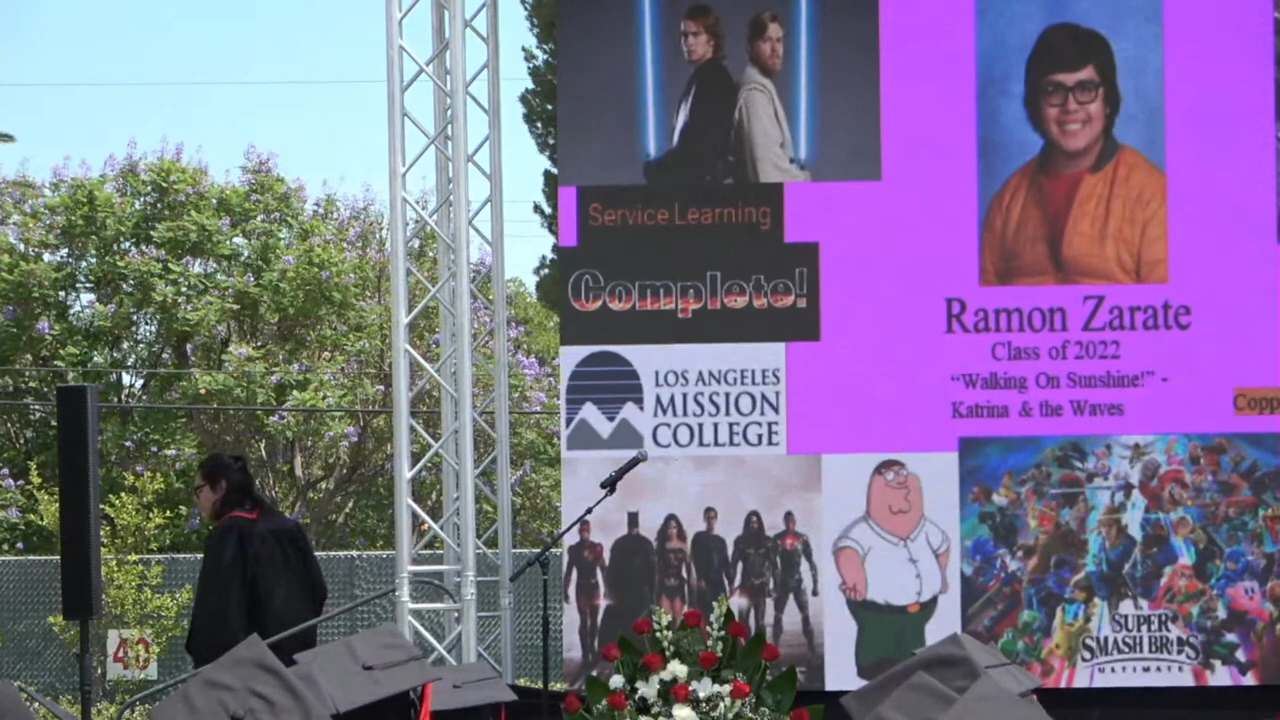 Service Learning
Complete!
LOS ANGELES
MISSION
COLLEGE
Ramon Zarate
Class of 2022
“Walking On Sunshine!” -
Katrina & the Waves
Copp
SUPER
SMASH BROS
ULTIMATE
40